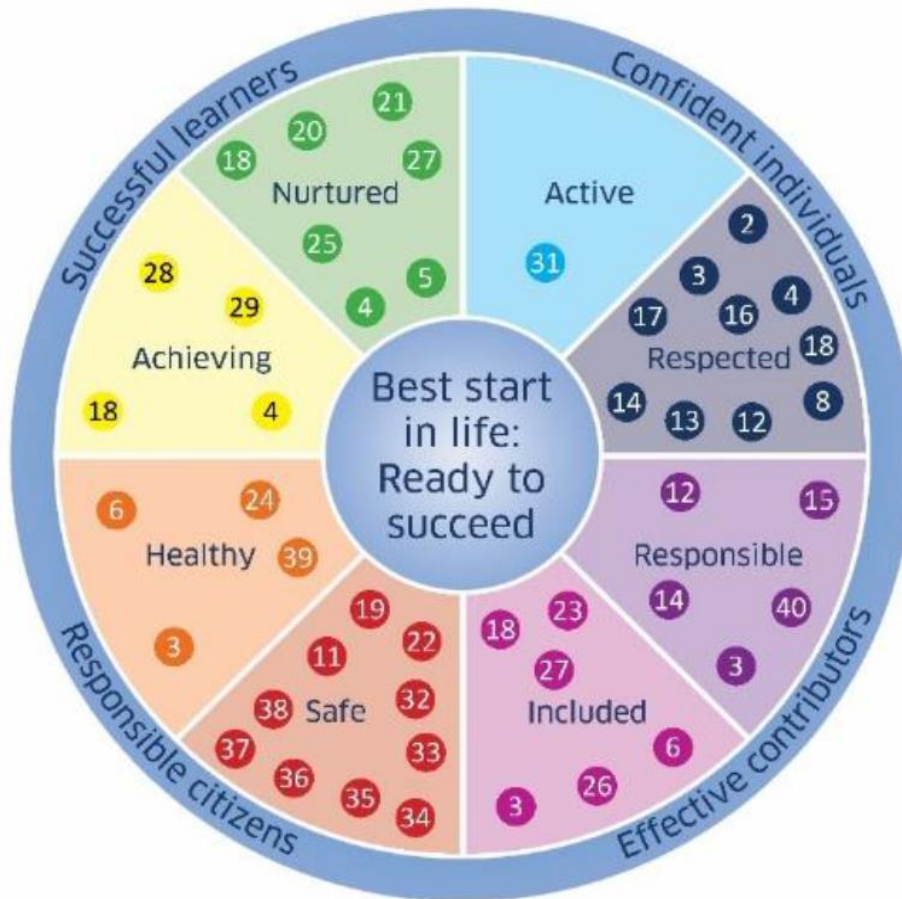 Successful learners
Confident individuals
Effective contributors
Responsible citizens
Best start
in life:
Ready to
succeed
Active
31
2
3
4
17
16
18
Respected
14
13
12
8
12
15
Responsible
14
40
3
23
18
27
Included
6
26
3
19
22
11
32
38
Safe
33
37
36
35
34
6
24
Healthy
39
3
28
29
Achieving
18
4
21
20
18
27
Nurtured
25
5
4